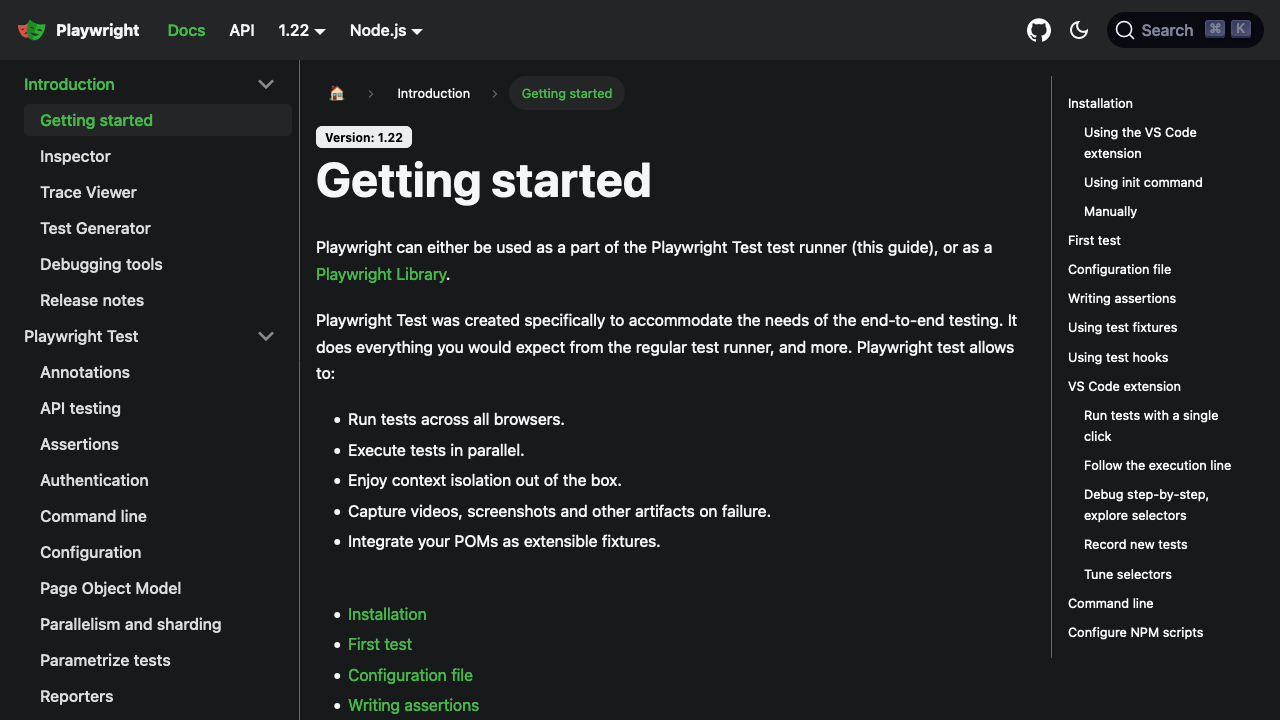 Playwright
Docs
API
1.22
Node.js
Search
⌘ K
Introduction
Getting started
Inspector
Trace Viewer
Test Generator
Debugging tools
Release notes
Playwright Test
Annotations
API testing
Assertions
Authentication
Command line
Configuration
Page Object Model
Parallelism and sharding
Parametrize tests
Reporters
Introduction
Getting started
Version: 1.22
Getting started
Playwright can either be used as a part of the Playwright Test test runner (this guide), or as a
Playwright Library.
Playwright Test was created specifically to accommodate the needs of the end-to-end testing. It
does everything you would expect from the regular test runner, and more. Playwright test allows
to:
Run tests across all browsers.
Execute tests in parallel.
Enjoy context isolation out of the box.
Capture videos, screenshots and other artifacts on failure.
Integrate your POMs as extensible fixtures.
Installation
First test
Configuration file
Writing assertions
Installation
Using the VS Code
extension
Using init command
Manually
First test
Configuration file
Writing assertions
Using test fixtures
Using test hooks
VS Code extension
Run tests with a single
click
Follow the execution line
Debug step-by-step,
explore selectors
Record new tests
Tune selectors
Command line
Configure NPM scripts